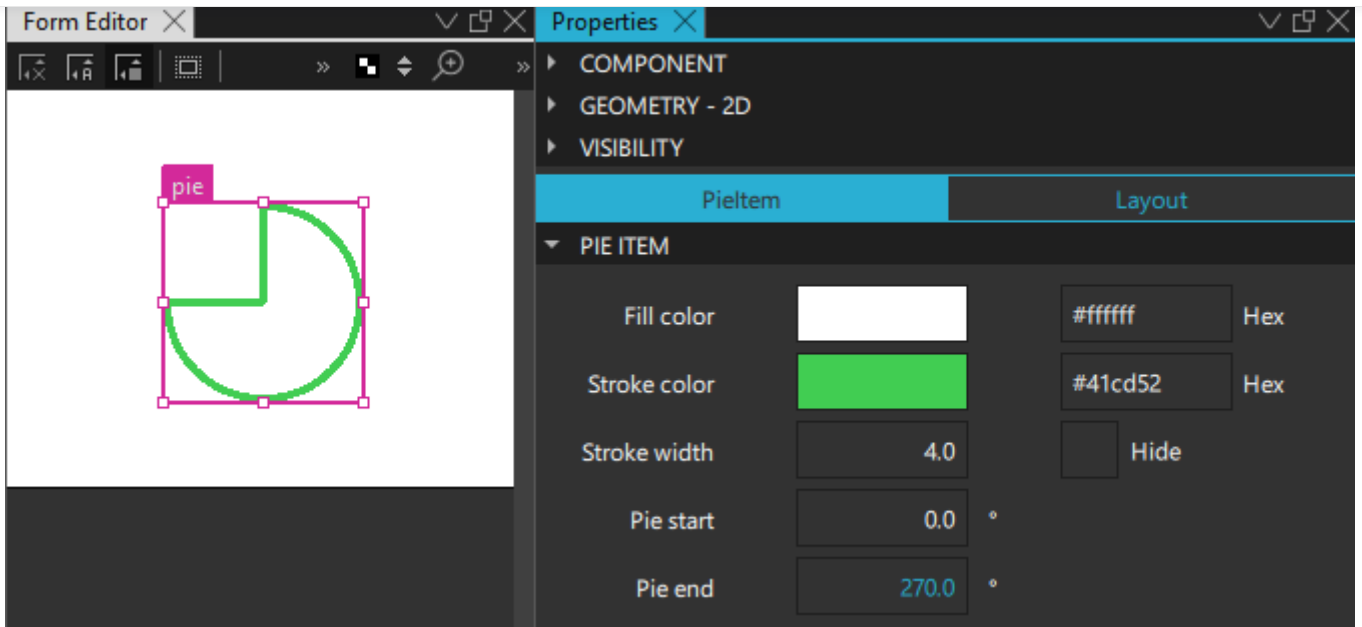 Form Editor
Properties
COMPONENT
GEOMETRY - 2D
VISIBILITY
pie
PieItem
Layout
PIE ITEM
Fill color #ffffff Hex
Stroke color #41cd52 Hex
Stroke width 4.0 Hide
Pie start 0.0 °
Pie end 270.0 °